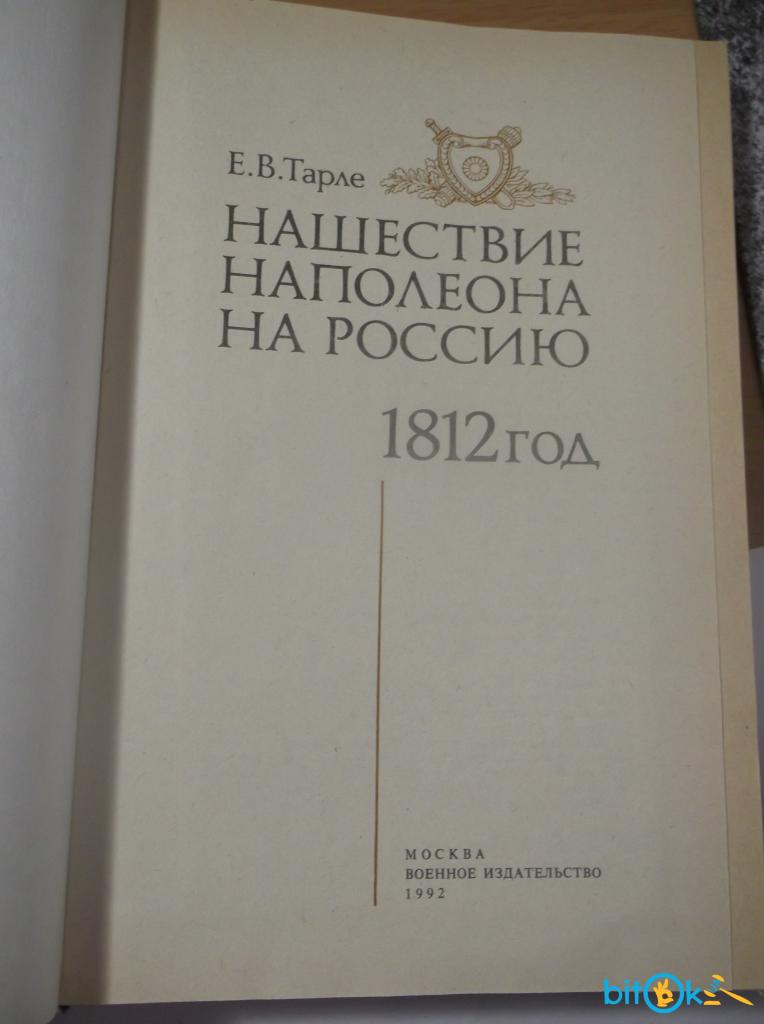 Е.В.Тарле
НАШЕСТВИЕ
НАПОЛЕОНА
НА РОССИЮ
1812 год
МОСКВА
ВОЕННОЕ ИЗДАТЕЛЬСТВО
1992
bitOk